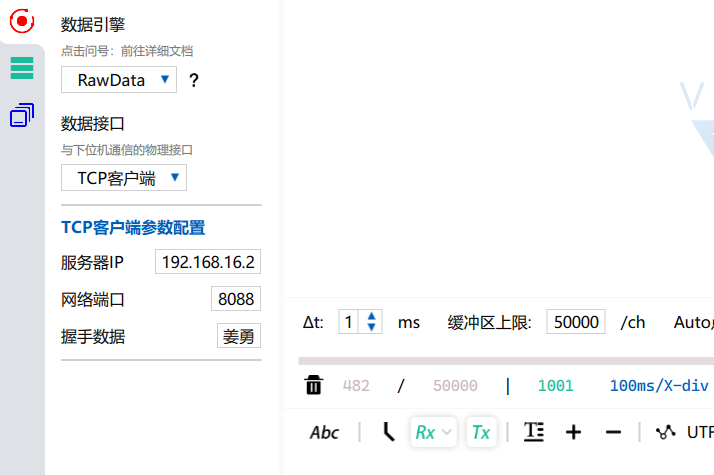 数据引擎
点击问号：前往详细文档
RawData ?
数据接口
与下位机通信的物理接口
TCP客户端
TCP客户端参数配置
服务器IP 192.168.16.2
网络端口 8088
握手数据 姜勇
Δt: 1 ms 缓冲区上限: 50000 /ch Auto
482 / 50000 | 1001 100ms/X-div
Abc Rx Tx T UTF